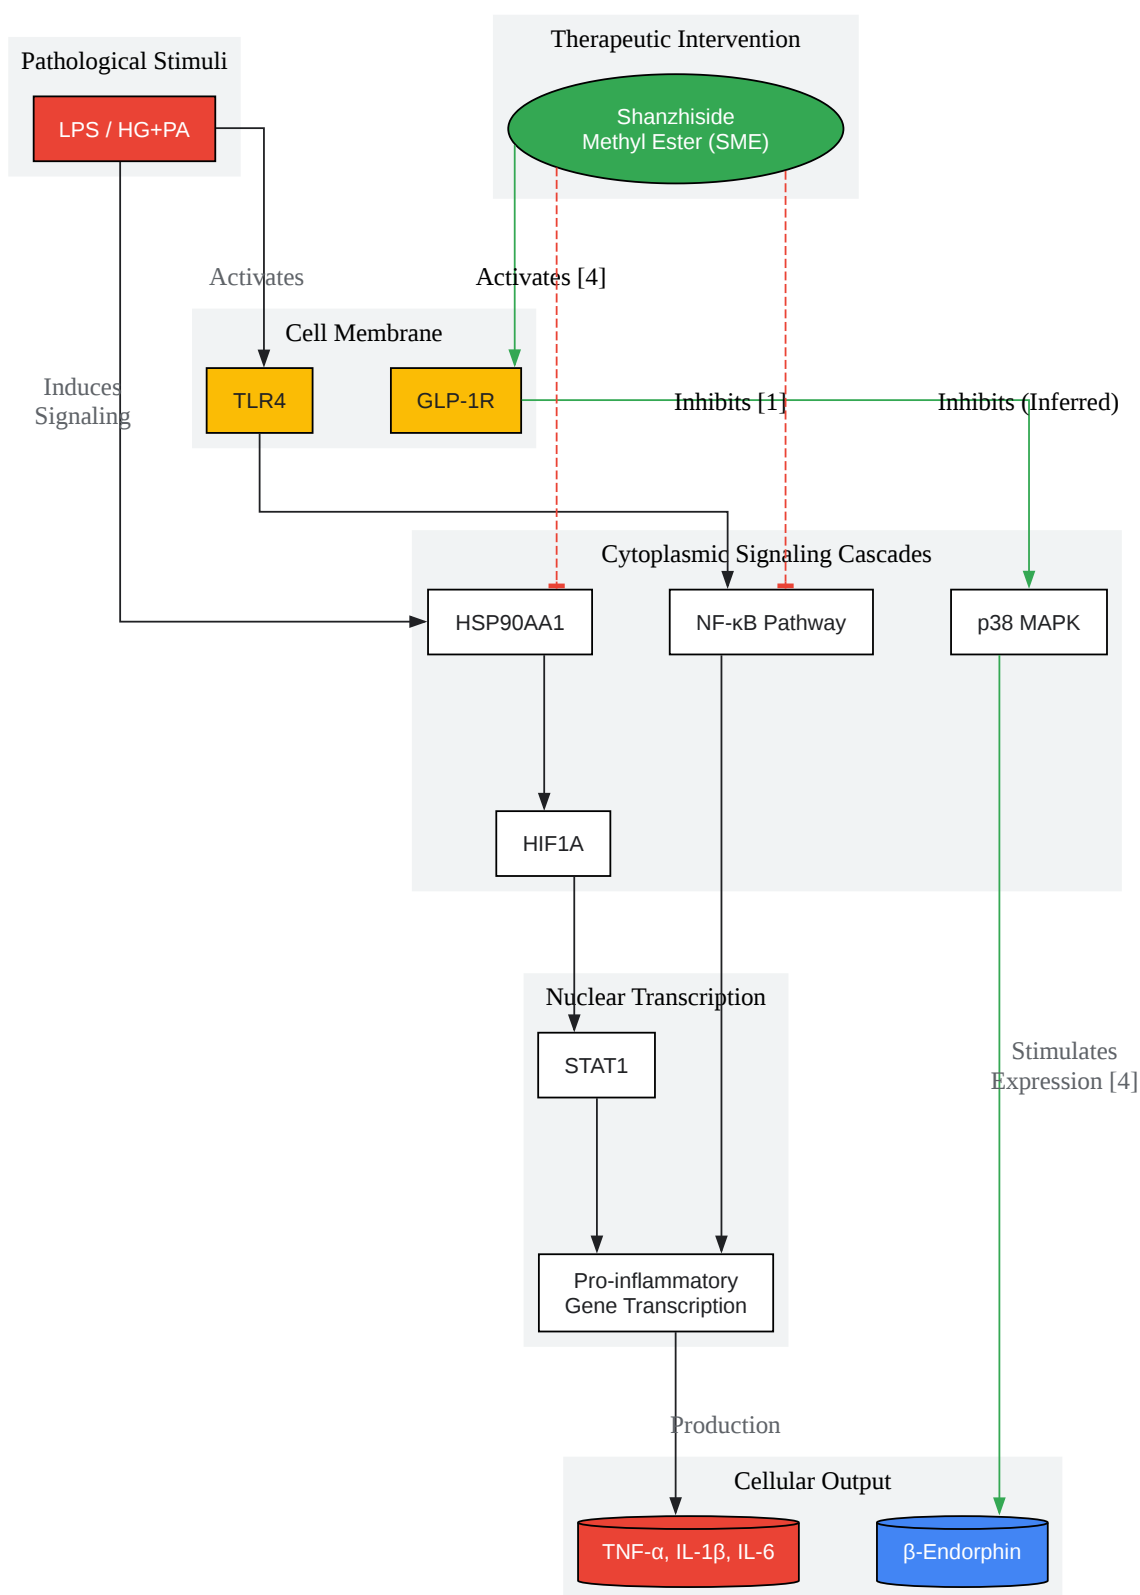 Therapeutic Intervention
Pathological Stimuli
LPS / HG+PA
Shanzhiside
Methyl Ester (SME)
Activates
Activates [4]
Cell Membrane
Induces
Signaling
TLR4
GLP-1R
Inhibits [1]
Inhibits (Inferred)
Cytoplasmic Signaling Cascades
HSP90AA1
NF-κB Pathway
p38 MAPK
HIF1A
Nuclear Transcription
STAT1
Stimulates
Expression [4]
Pro-inflammatory
Gene Transcription
Production
Cellular Output
TNF-α, IL-1β, IL-6
β-Endorphin